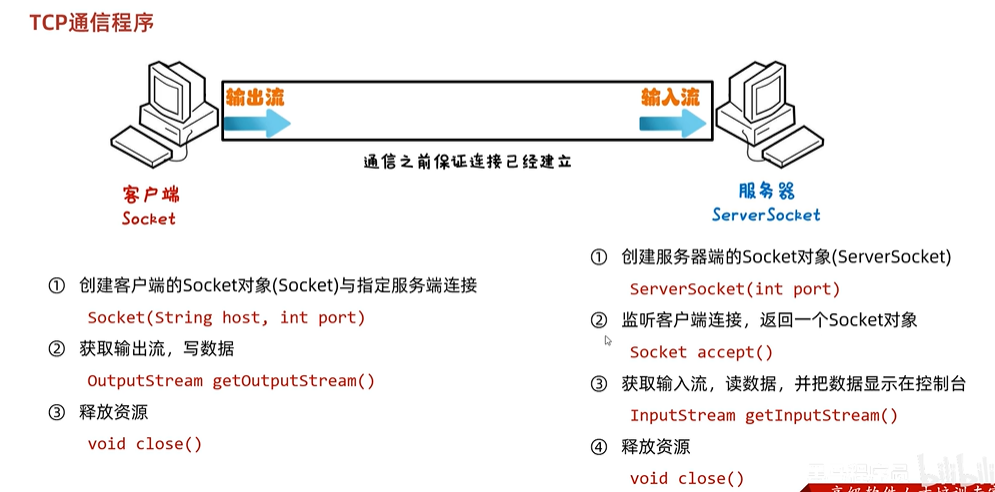 TCP通信程序
输出流
输入流
通信之前保证连接已经建立
客户端
Socket
服务器
ServerSocket
① 创建客户端的Socket对象(Socket)与指定服务端连接
Socket(String host, int port)
② 获取输出流，写数据
OutputStream getOutputStream()
③ 释放资源
void close()
① 创建服务器端的Socket对象(ServerSocket)
ServerSocket(int port)
② 监听客户端连接，返回一个Socket对象
Socket accept()
③ 获取输入流，读数据，并把数据显示在控制台
InputStream getInputStream()
④ 释放资源
void close()
bilibili